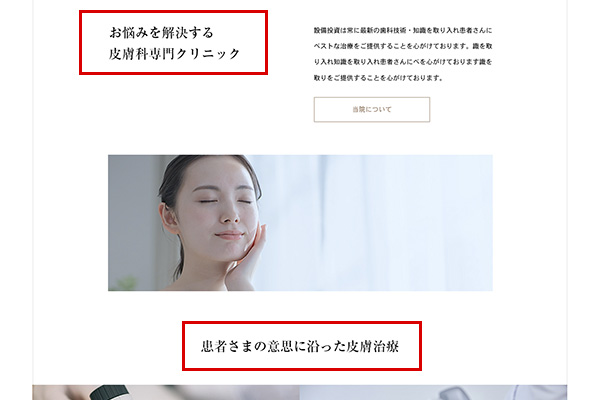 お悩みを解決する
皮膚科専門クリニック
設備投資は常に最新の歯科技術・知識を取り入れ患者さんに
ベストな治療をご提供することを心がけております。識を取
り入れ知識を取り入れ患者さんにベを心がけております識を
取りをご提供することを心がけております。
当院について
患者さまの意思に沿った皮膚治療